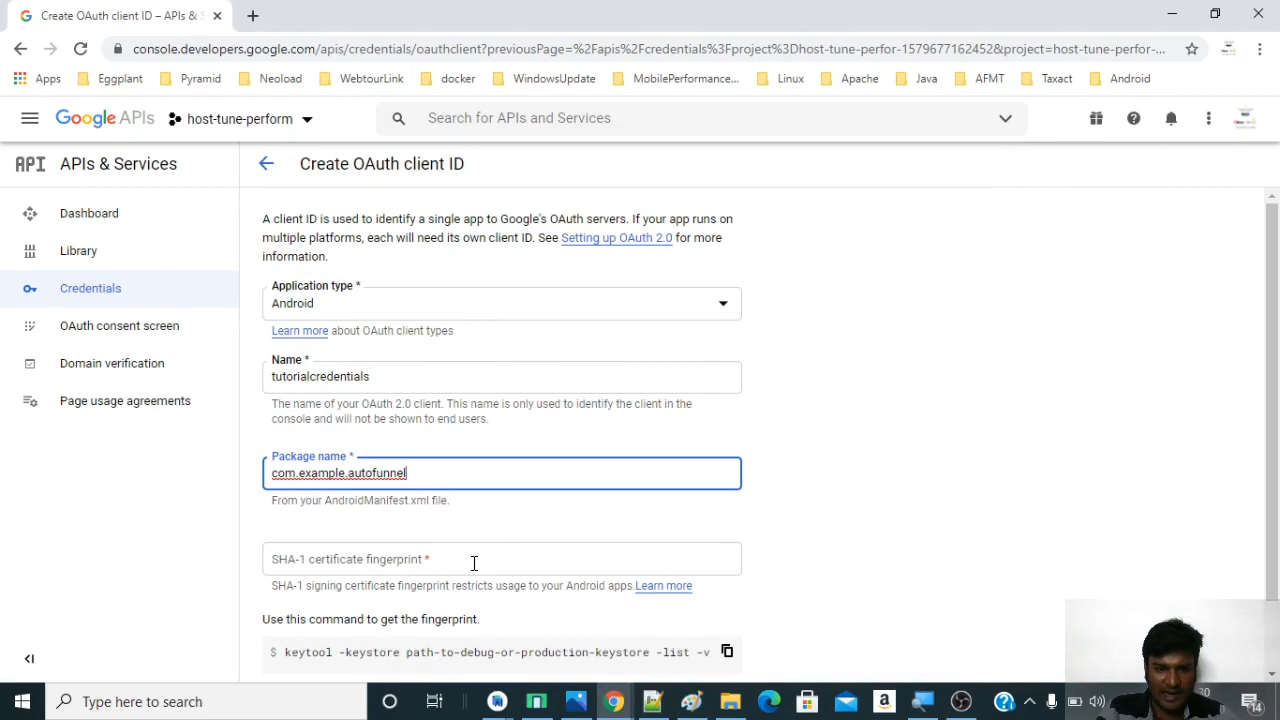 Create OAuth client ID – APIs & S
console.developers.google.com/apis/credentials/oauthclient?previousPage=%2Fapis%2Fcredentials%3Fproject%3Dhost-tune-perfor-1579677162452&project=host-tune-perfor-...
Apps Eggplant Pyramid Neoload WebtourLink docker WindowsUpdate MobilePerformance... Linux Apache Java AFMT Taxact Android
Google APIs host-tune-perform Search for APIs and Services
API APIs & Services Create OAuth client ID
Dashboard
Library
Credentials
OAuth consent screen
Domain verification
Page usage agreements
A client ID is used to identify a single app to Google's OAuth servers. If your app runs on
multiple platforms, each will need its own client ID. See Setting up OAuth 2.0 for more
information.
Application type *
Android
Learn more about OAuth client types
Name *
tutorialcredentials
The name of your OAuth 2.0 client. This name is only used to identify the client in the
console and will not be shown to end users.
Package name *
com.example.autofunnel
From your AndroidManifest.xml file.
SHA-1 certificate fingerprint *
SHA-1 signing certificate fingerprint restricts usage to your Android apps.Learn more
Use this command to get the fingerprint.
$ keytool -keystore path-to-debug-or-production-keystore -list -v
Type here to search
20
14